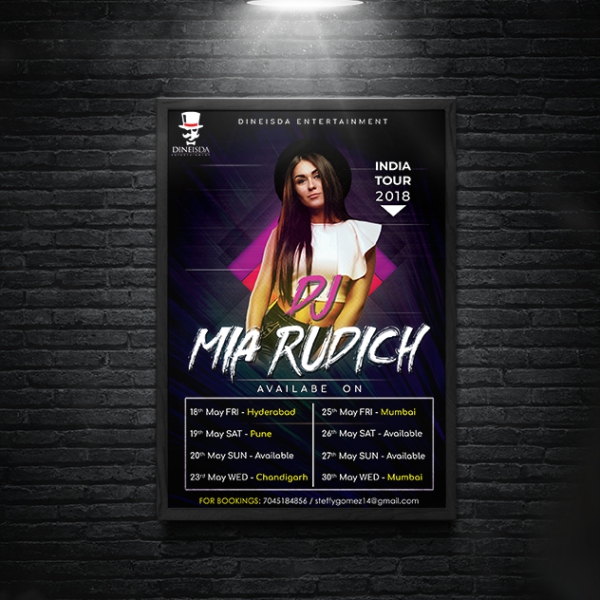 DINEISDA ENTERTAINMENT
DINEISDA
ENTERTAINMENT
INDIA
TOUR
2018
DJ
MIA RUDICH
AVAILABE ON
18th May FRI - Hyderabad
19th May SAT - Pune
20th May SUN - Available
23rd May WED - Chandigarh
25th May FRI - Mumbai
26th May SAT - Available
27th May SUN - Available
30th May WED - Mumbai
FOR BOOKINGS: 7045184856 / steffygomez14@gmail.com